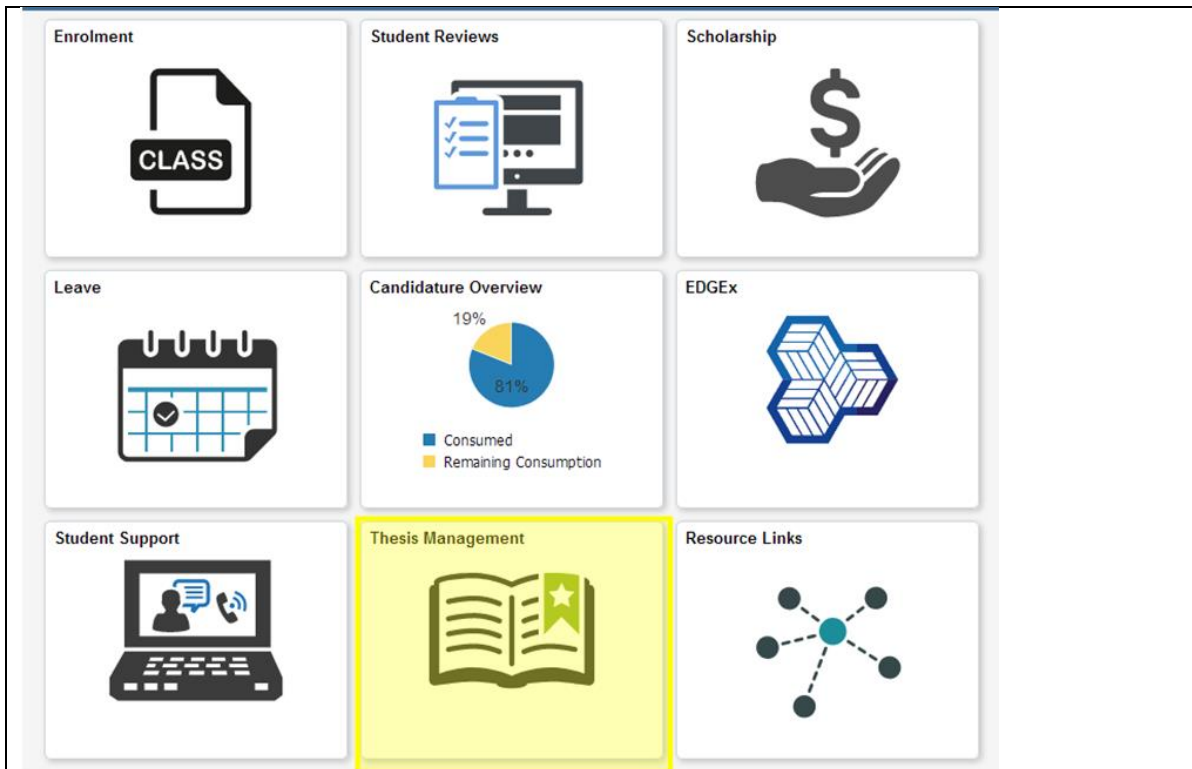 Enrolment
Student Reviews
Scholarship
CLASS
Leave
Candidature Overview
EDGEx
19%
81%
Consumed
Remaining Consumption
Student Support
Thesis Management
Resource Links